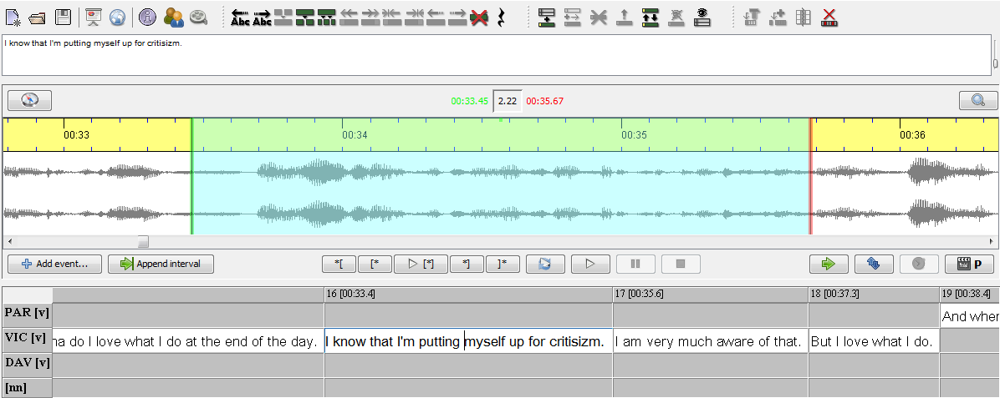 Abc Abc
I know that I'm putting myself up for critisizm.
00:33.45 2.22 00:35.67
00:33 00:34 00:35 00:36
Add event... Append interval *[ [* [*] *] ]* P
16 [00:33.4] 17 [00:35.6] 18 [00:37.3] 19 [00:38.4]
PAR [v] And wher
VIC [v] na do I love what I do at the end of the day. I know that I'm putting myself up for critisizm. I am very much aware of that. But I love what I do.
DAV [v]
[nn]